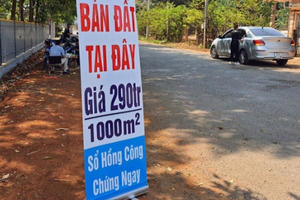 BÁN ĐẤT
TẠI ĐÂY
Giá 290tr
1000m²
Sổ Hồng Công
Chứng Ngay